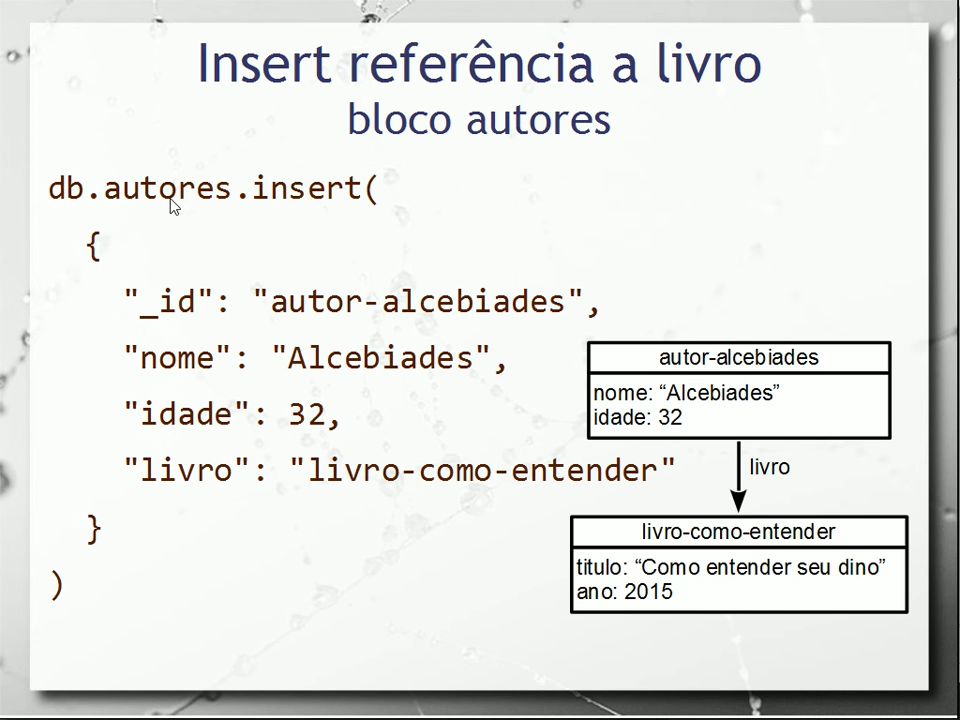 Insert referência a livro
bloco autores
db.autores.insert(
{
"_id": "autor-alcebiades",
"nome": "Alcebiades",
"idade": 32,
"livro": "livro-como-entender"
}
)
autor-alcebiades
nome: “Alcebiades”
idade: 32
livro
livro-como-entender
titulo: “Como entender seu dino”
ano: 2015